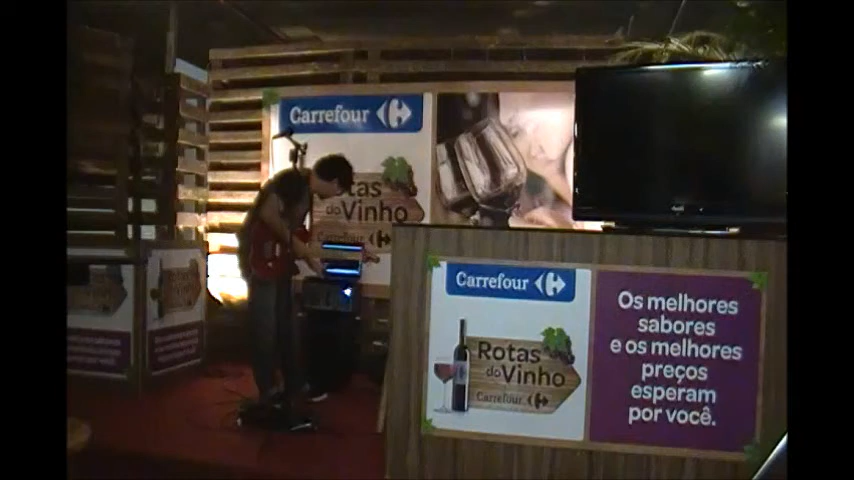 Carrefour
Rotas
do Vinho
Carrefour
Carrefour
Rotas
do Vinho
Carrefour
Os melhores
sabores
e os melhores
preços
esperam
por você.